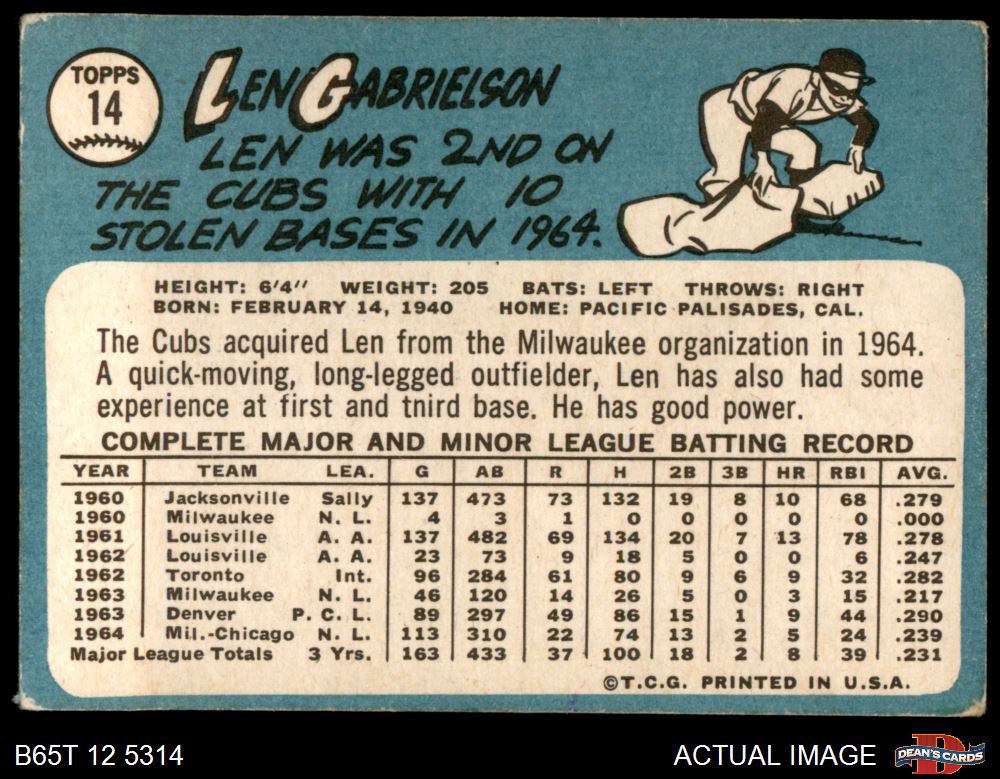 TOPPS
14
LEN GABRIELSON
LEN WAS 2ND ON
THE CUBS WITH 10
STOLEN BASES IN 1964.
HEIGHT: 6'4" WEIGHT: 205 BATS: LEFT THROWS: RIGHT
BORN: FEBRUARY 14, 1940 HOME: PACIFIC PALISADES, CAL.
The Cubs acquired Len from the Milwaukee organization in 1964.
A quick-moving, long-legged outfielder, Len has also had some
experience at first and tnird base. He has good power.
COMPLETE MAJOR AND MINOR LEAGUE BATTING RECORD
YEAR TEAM LEA. G AB R H 2B 3B HR RBI AVG.
1960 Jacksonville Sally 137 473 73 132 19 8 10 68 .279
1960 Milwaukee N. L. 4 3 1 0 0 0 0 0 .000
1961 Louisville A. A. 137 482 69 134 20 7 13 78 .278
1962 Louisville A. A. 23 73 9 18 5 0 0 6 .247
1962 Toronto Int. 96 284 61 80 9 6 9 32 .282
1963 Milwaukee N. L. 46 120 14 26 5 0 3 15 .217
1963 Denver P. C. L. 89 297 49 86 15 1 9 44 .290
1964 Mil.-Chicago N. L. 113 310 22 74 13 2 5 24 .239
Major League Totals 3 Yrs. 163 433 37 100 18 2 8 39 .231
©T.C.G. PRINTED IN U.S.A.
B65T 12 5314 ACTUAL IMAGE DEAN'S CARDS